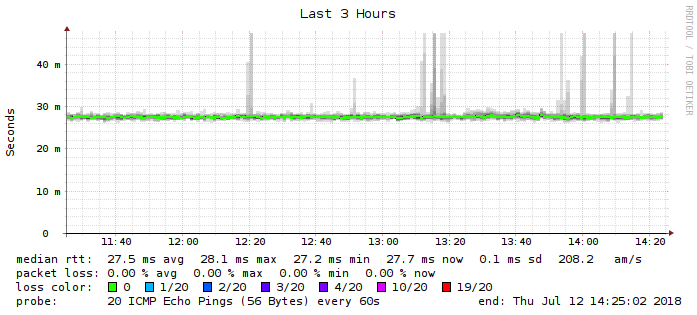 Last 3 Hours
RRDTOOL / TOBI OETIKER
Seconds
40 m
30 m
20 m
10 m
0
11:40 12:00 12:20 12:40 13:00 13:20 13:40 14:00 14:20
median rtt: 27.5 ms avg 28.1 ms max 27.2 ms min 27.7 ms now 0.1 ms sd 208.2 am/s
packet loss: 0.00 % avg 0.00 % max 0.00 % min 0.00 % now
loss color: 0 1/20 2/20 3/20 4/20 10/20 19/20
probe: 20 ICMP Echo Pings (56 Bytes) every 60s end: Thu Jul 12 14:25:02 2018